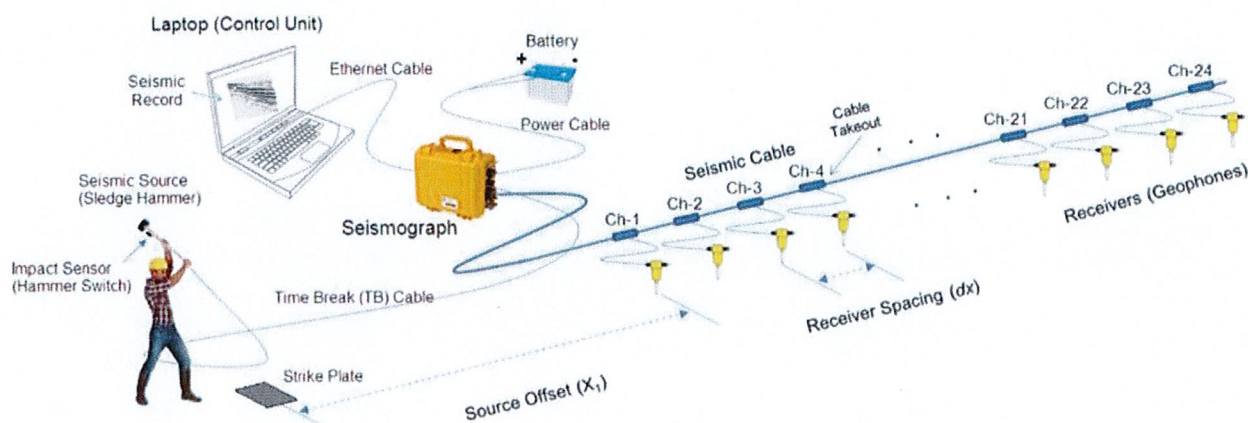 Laptop (Control Unit)
Battery
+ -
Ethernet Cable
Seismic
Record
Power Cable
Ch-24
Ch-23
Ch-22
Ch-21
Cable
Takeout
Seismic Cable
Ch-4
Ch-3
Ch-2
Ch-1
Seismic Source
(Sledge Hammer)
Seismograph
Receivers (Geophones)
Impact Sensor
(Hammer Switch)
Time Break (TB) Cable
Receiver Spacing (dx)
Strike Plate
Source Offset (X₁)